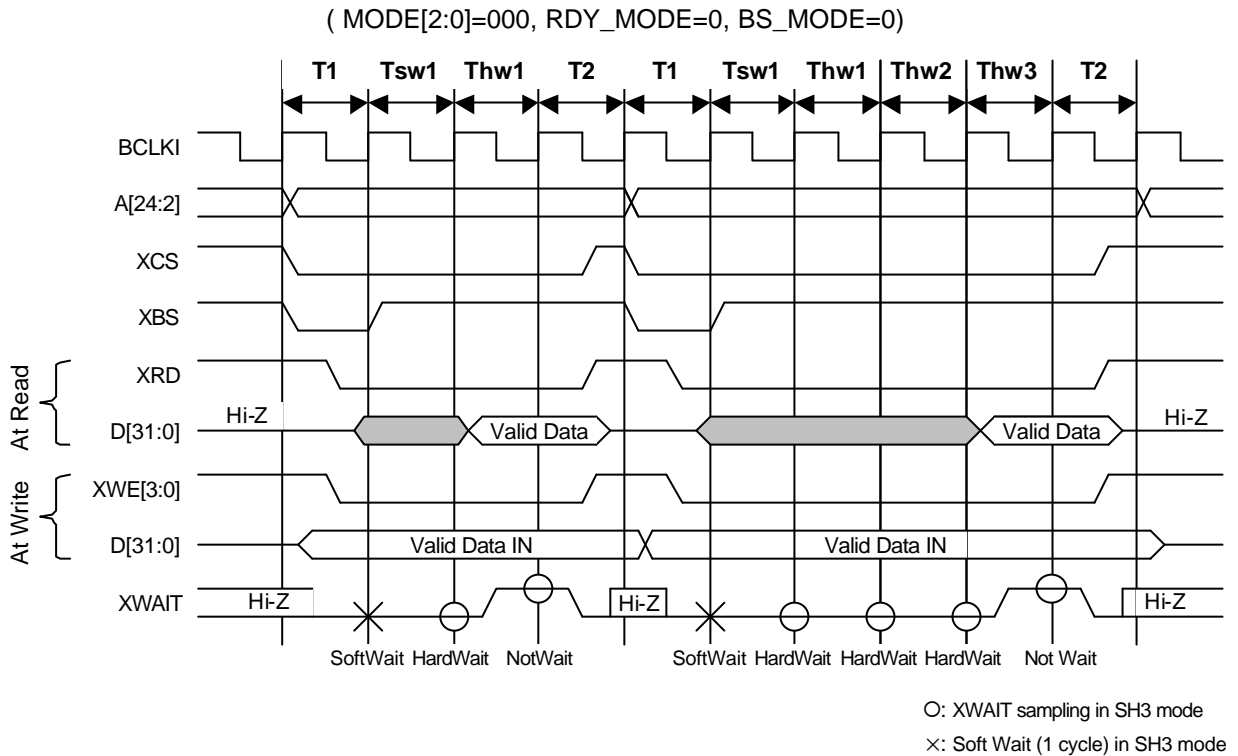 ( MODE[2:0]=000, RDY_MODE=0, BS_MODE=0)
T1 Tsw1 Thw1 T2 T1 Tsw1 Thw1 Thw2 Thw3 T2
BCLKI
A[24:2]
XCS
XBS
At Read
XRD
D[31:0] Hi-Z Valid Data Valid Data Hi-Z
At Write
XWE[3:0]
D[31:0] Valid Data IN Valid Data IN
XWAIT Hi-Z Hi-Z Hi-Z
SoftWait HardWait NotWait SoftWait HardWait HardWait HardWait Not Wait
O: XWAIT sampling in SH3 mode
×: Soft Wait (1 cycle) in SH3 mode